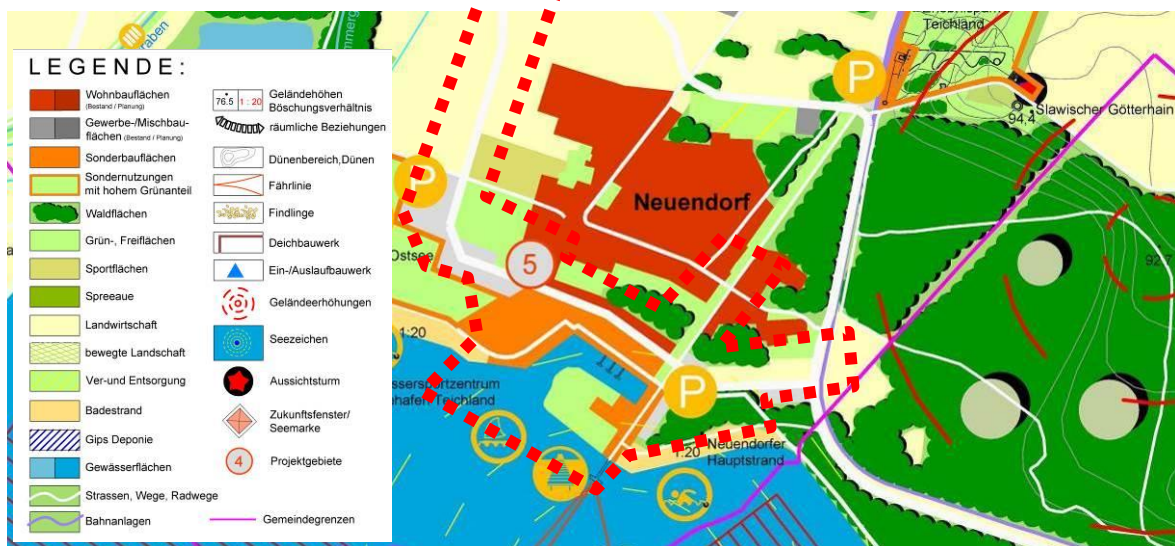 LEGENDE:
Wohnbauflächen
(Bestand / Planung)
Gewerbe-/Mischbau-
flächen (Bestand / Planung)
Sonderbauflächen
Sondernutzungen
mit hohem Grünanteil
Waldflächen
Grün-, Freiflächen
Sportflächen
Spreeaue
Landwirtschaft
bewegte Landschaft
Ver-und Entsorgung
Badestrand
Gips Deponie
Gewässerflächen
Strassen, Wege, Radwege
Bahnanlagen
76.5
1 : 20
Geländehöhen
Böschungsverhältnis
räumliche Beziehungen
Dünenbereich,Dünen
Fährlinie
Findlinge
Deichbauwerk
Ein-/Auslaufbauwerk
Geländeerhöhungen
Seezeichen
Aussichtsturm
Zukunftsfenster/
Seemarke
4
Projektgebiete
Gemeindegrenzen
raben
Teichland
P
Slawischer Götterhain
94,4
P
Neuendorf
Ostsee
5
92,7
1:20
P
Teichland
1:20
Neuendorfer
Hauptstrand